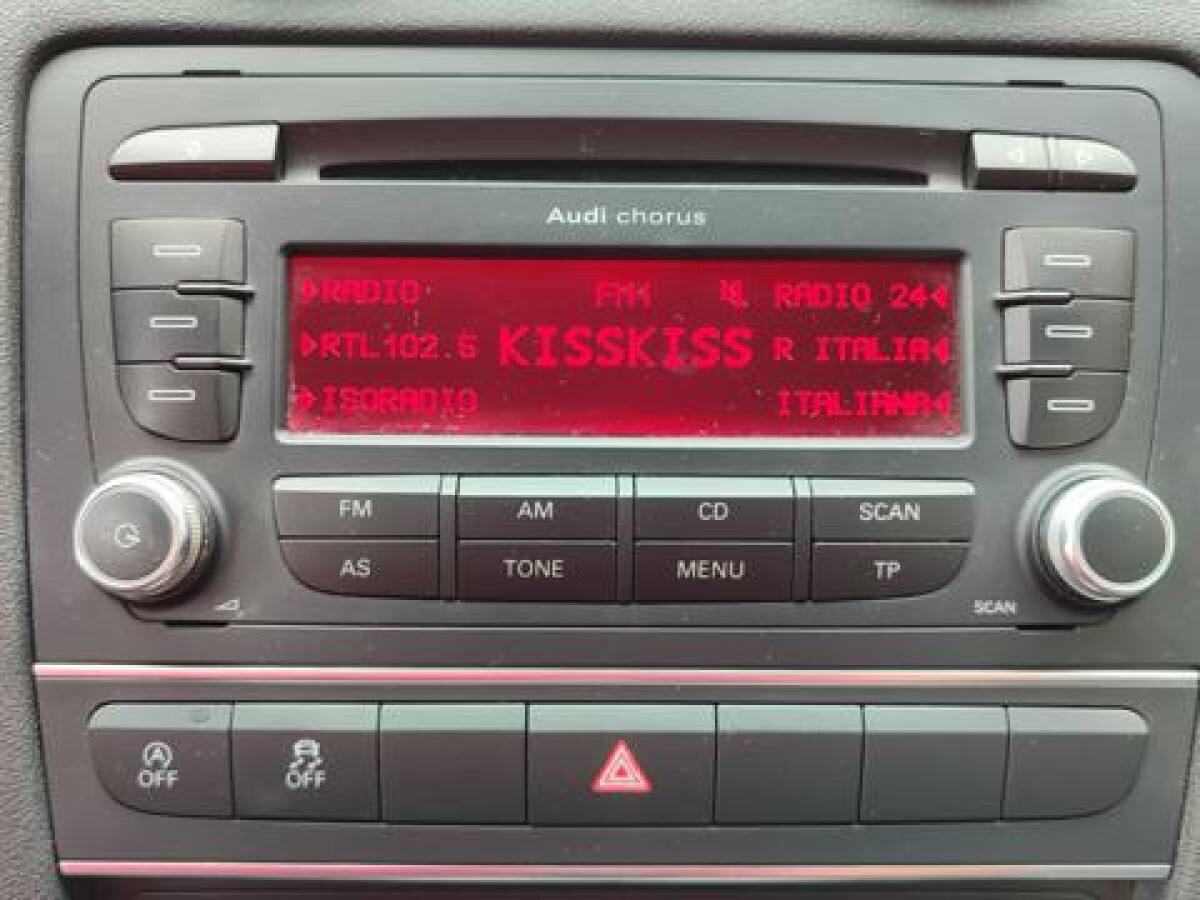 Audi chorus
RADIO FM1 RADIO 24
RTL102.5 KISSKISS R ITALIA
ISORADIO ITALIANA
FM AM CD SCAN
AS TONE MENU TP
SCAN
A OFF OFF